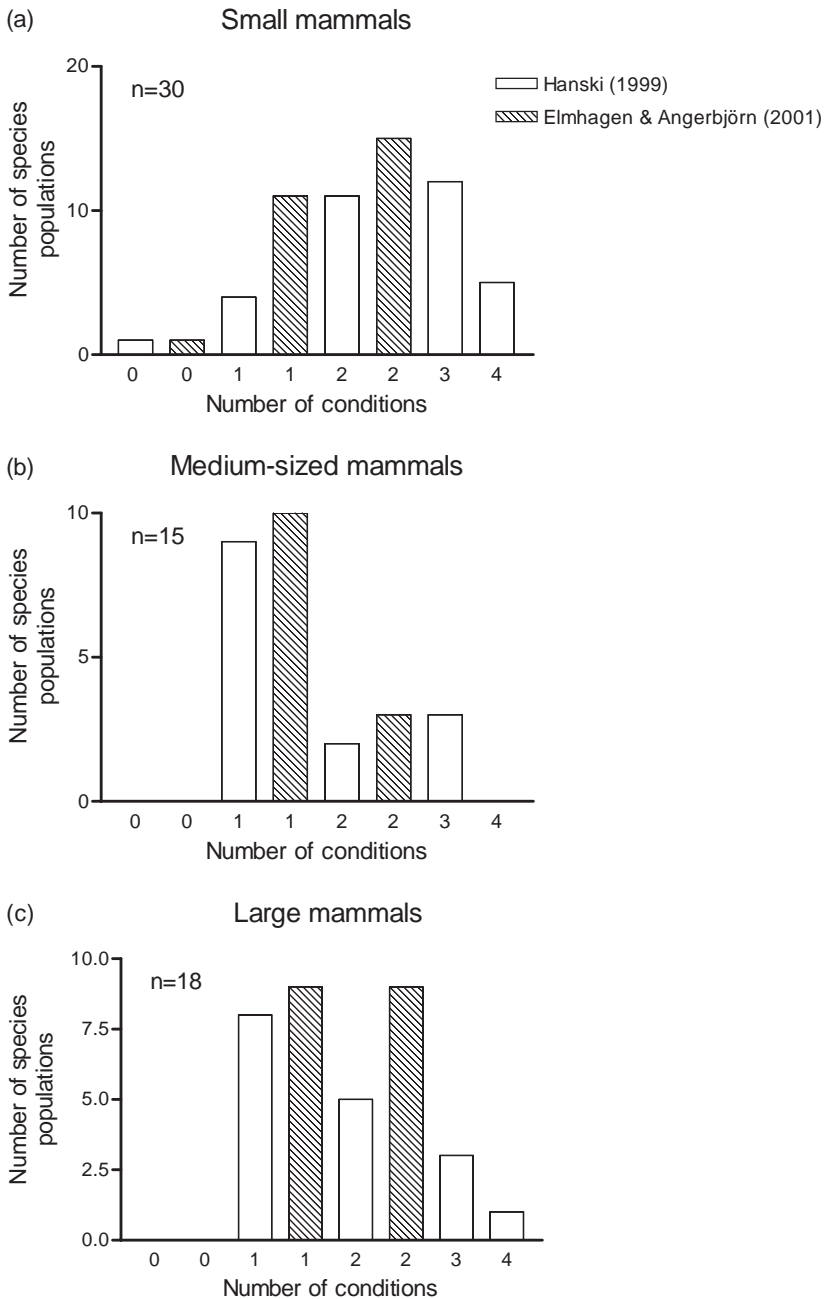 (a)
Small mammals
n=30
Hanski (1999)
Elmhagen & Angerbjörn (2001)
Number of species
populations
20
10
0
0 0 1 1 2 2 3 4
Number of conditions
(b)
Medium-sized mammals
n=15
Number of species
populations
10
5
0
0 0 1 1 2 2 3 4
Number of conditions
(c)
Large mammals
n=18
Number of species
populations
10.0
7.5
5.0
2.5
0.0
0 0 1 1 2 2 3 4
Number of conditions